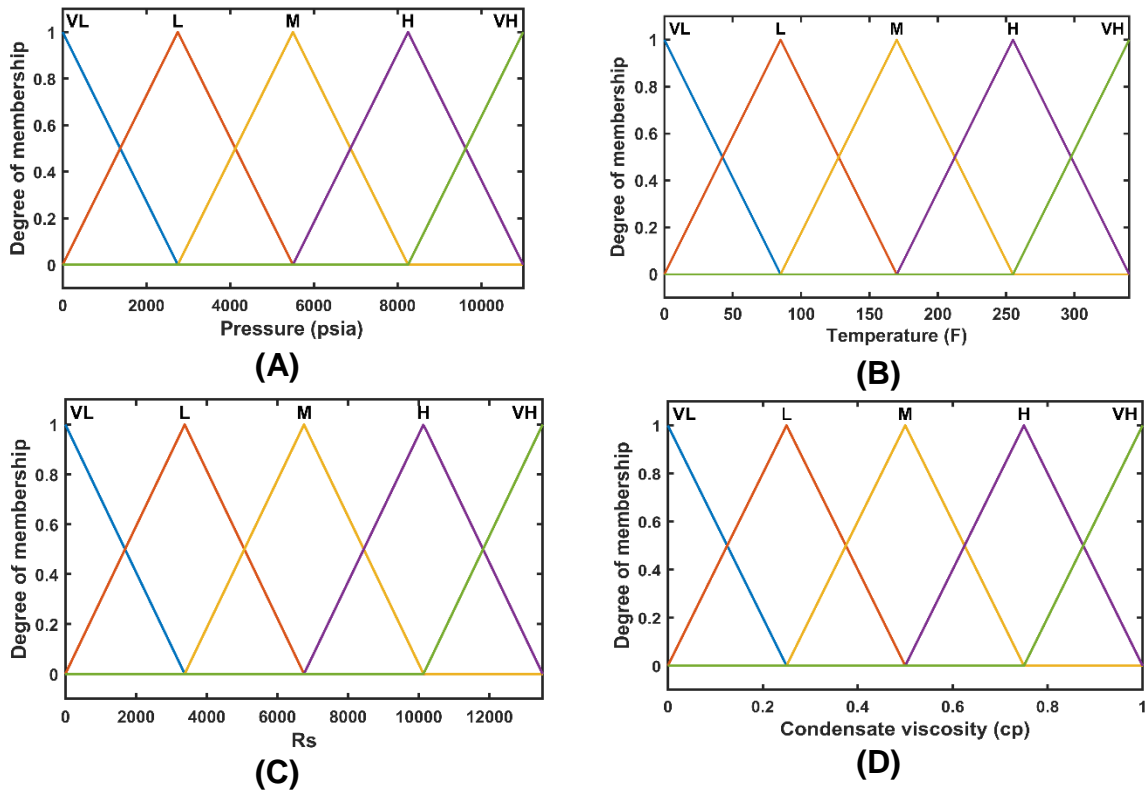 VL L M H VH
Degree of membership
1
0.8
0.6
0.4
0.2
0
0 2000 4000 6000 8000 10000
Pressure (psia)
(A)
VL L M H VH
Degree of membership
1
0.8
0.6
0.4
0.2
0
0 50 100 150 200 250 300
Temperature (F)
(B)
VL L M H VH
Degree of membership
1
0.8
0.6
0.4
0.2
0
0 2000 4000 6000 8000 10000 12000
Rs
(C)
VL L M H VH
Degree of membership
1
0.8
0.6
0.4
0.2
0
0 0.2 0.4 0.6 0.8 1
Condensate viscosity (cp)
(D)